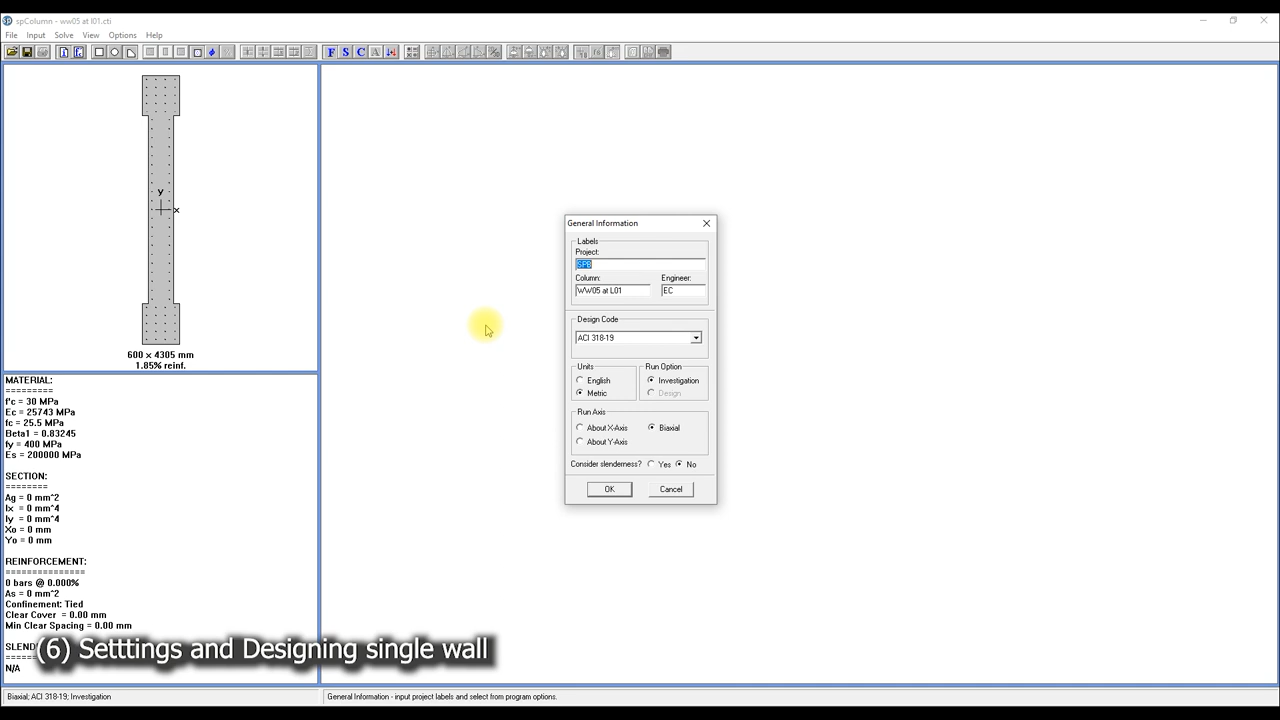 spColumn - ww05 at l01.cti
File Input Solve View Options Help
F S C A
y
x
600 x 4305 mm
1.85% reinf.
MATERIAL:
=========
f'c = 30 MPa
Ec = 25743 MPa
fc = 25.5 MPa
Beta1 = 0.83245
fy = 400 MPa
Es = 200000 MPa
SECTION:
========
Ag = 0 mm^2
Ix = 0 mm^4
Iy = 0 mm^4
Xo = 0 mm
Yo = 0 mm
REINFORCEMENT:
===============
0 bars @ 0.000%
As = 0 mm^2
Confinement: Tied
Clear Cover = 0.00 mm
Min Clear Spacing = 0.00 mm
SLEND
N/A
(6) Setttings and Designing single wall
General Information
Labels
Project:
SPB
Column: Engineer:
WW05 at L01 EC
Design Code
ACI 318-19
Units Run Option
English Investigation
Metric Design
Run Axis
About X-Axis Biaxial
About Y-Axis
Consider slenderness? Yes No
OK Cancel
Biaxial; ACI 318-19; Investigation
General Information - input project labels and select from program options.